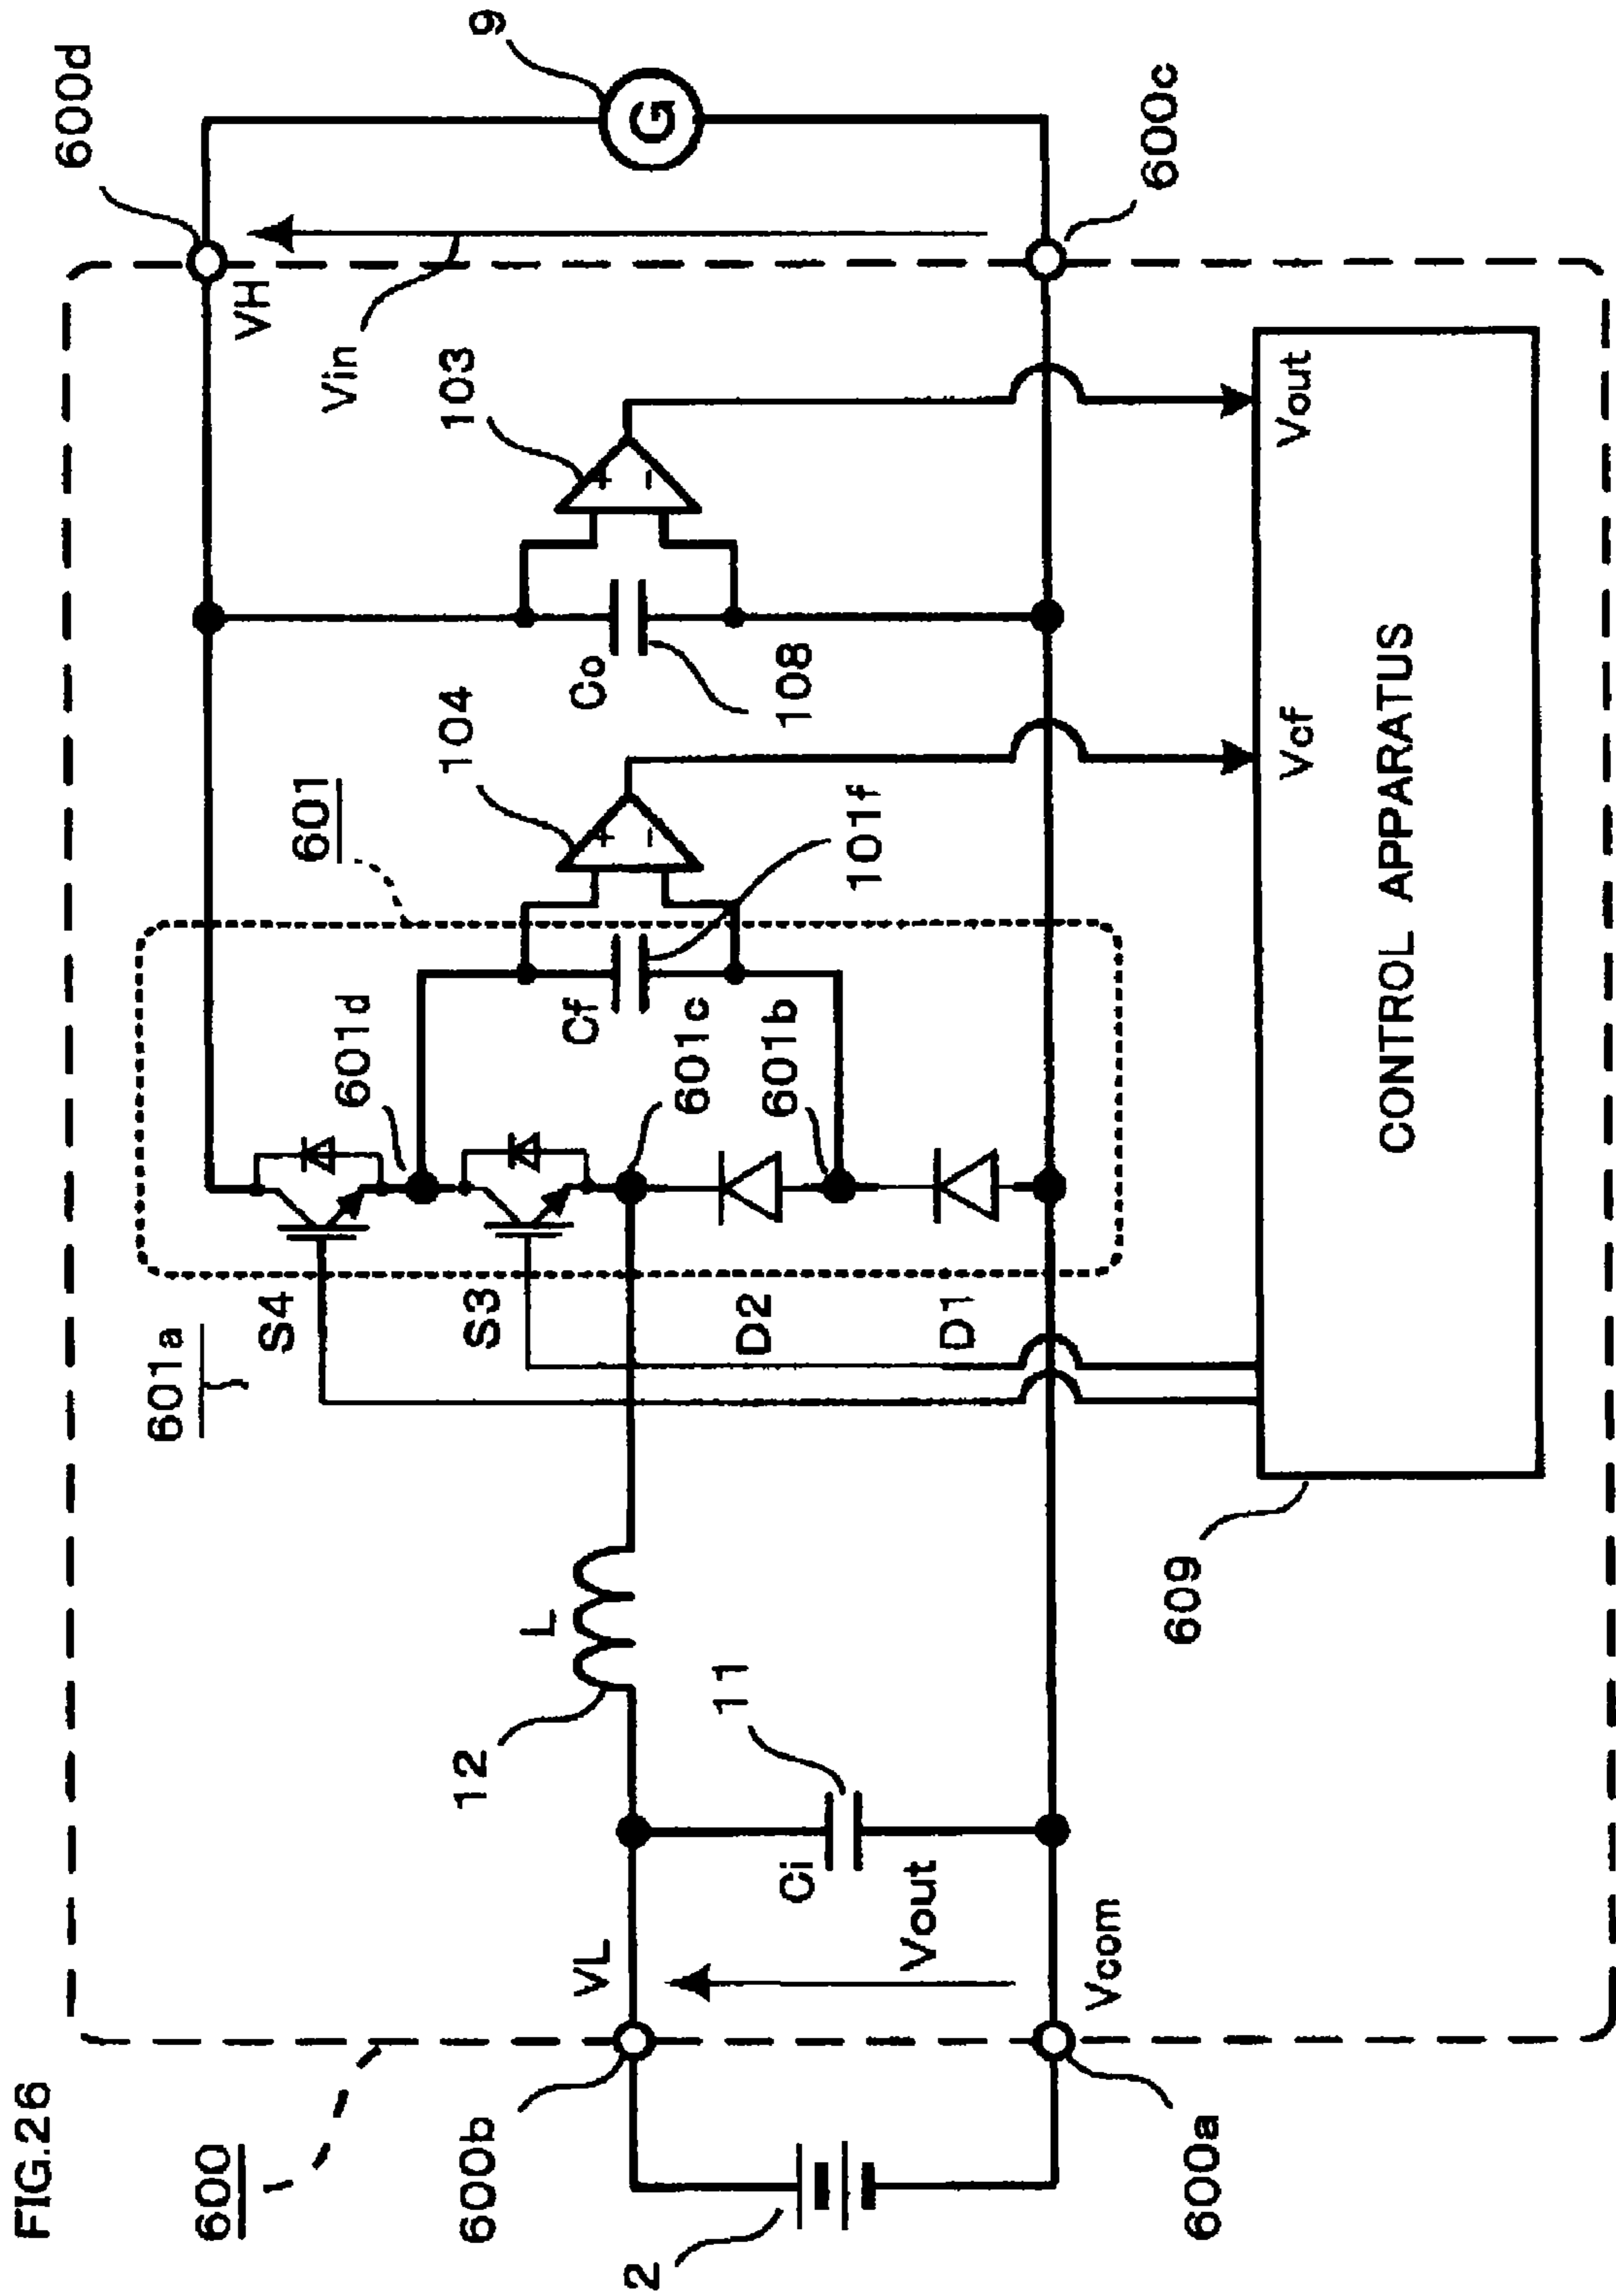 FIG.26
600
600d
VH
9
G
Vin
600c
601a
S4
S3
D2
D1
601
601d
601c
601b
Cf
101f
104
103
Co
108
12
L
11
Ci
VL
Vout
Vcom
600b
600a
2
609
CONTROL APPARATUS
Vcf
Vout
+
−
+
−